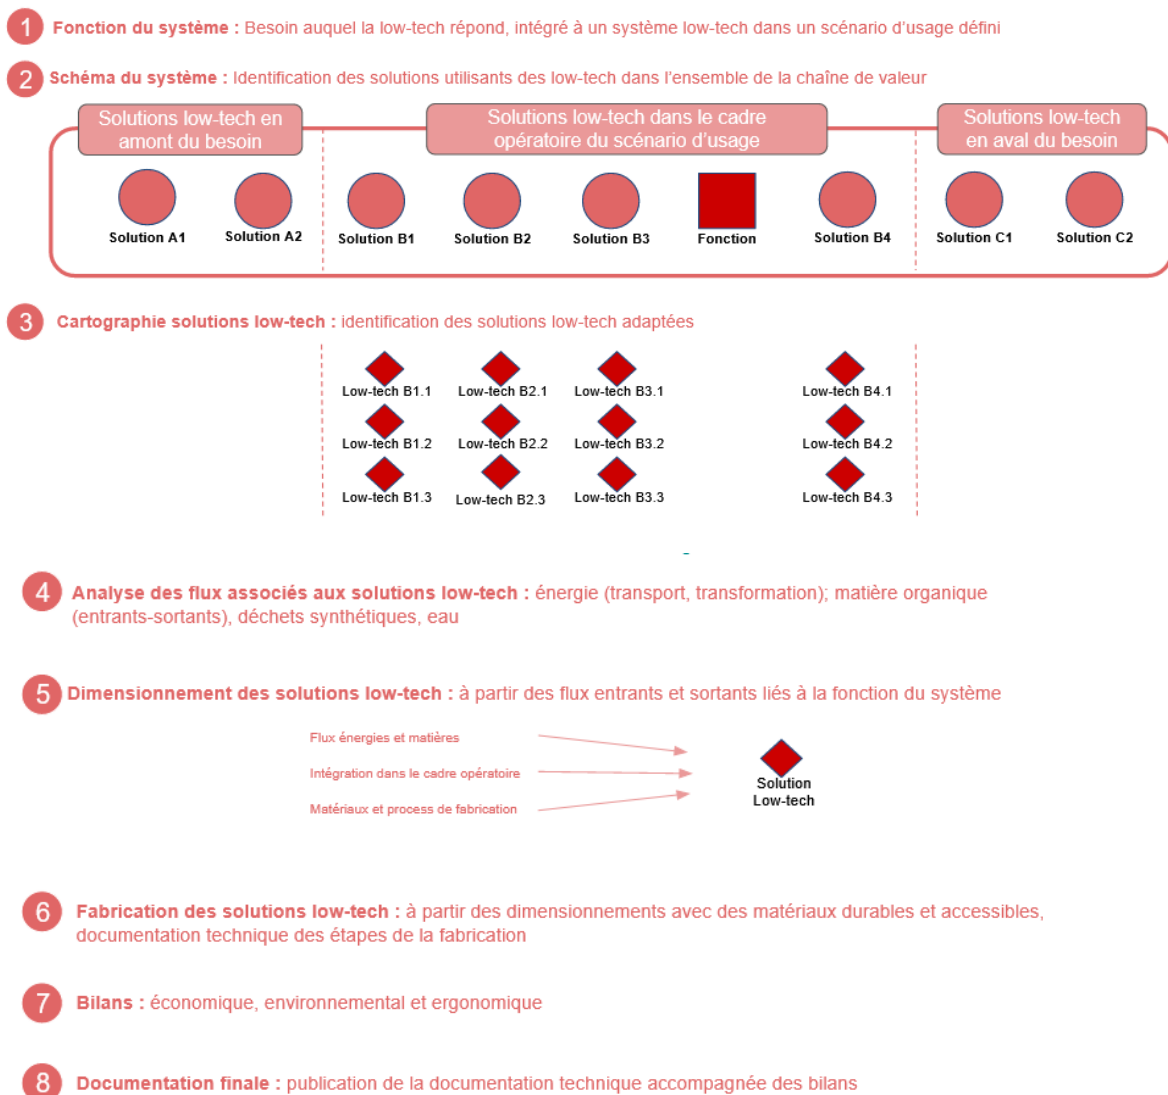 1 Fonction du système : Besoin auquel la low-tech répond, intégré à un système low-tech dans un scénario d'usage défini
2 Schéma du système : Identification des solutions utilisants des low-tech dans l'ensemble de la chaîne de valeur
Solutions low-tech en
amont du besoin
Solutions low-tech dans le cadre
opératoire du scénario d'usage
Solutions low-tech
en aval du besoin
Solution A1
Solution A2
Solution B1
Solution B2
Solution B3
Fonction
Solution B4
Solution C1
Solution C2
3 Cartographie solutions low-tech : identification des solutions low-tech adaptées
Low-tech B1.1
Low-tech B2.1
Low-tech B3.1
Low-tech B4.1
Low-tech B1.2
Low-tech B2.2
Low-tech B3.2
Low-tech B4.2
Low-tech B1.3
Low-tech B2.3
Low-tech B3.3
Low-tech B4.3
4 Analyse des flux associés aux solutions low-tech : énergie (transport, transformation); matière organique
(entrants-sortants), déchets synthétiques, eau
5 Dimensionnement des solutions low-tech : à partir des flux entrants et sortants liés à la fonction du système
Flux énergies et matières
Intégration dans le cadre opératoire
Matériaux et process de fabrication
Solution
Low-tech
6 Fabrication des solutions low-tech : à partir des dimensionnements avec des matériaux durables et accessibles,
documentation technique des étapes de la fabrication
7 Bilans : économique, environnemental et ergonomique
8 Documentation finale : publication de la documentation technique accompagnée des bilans